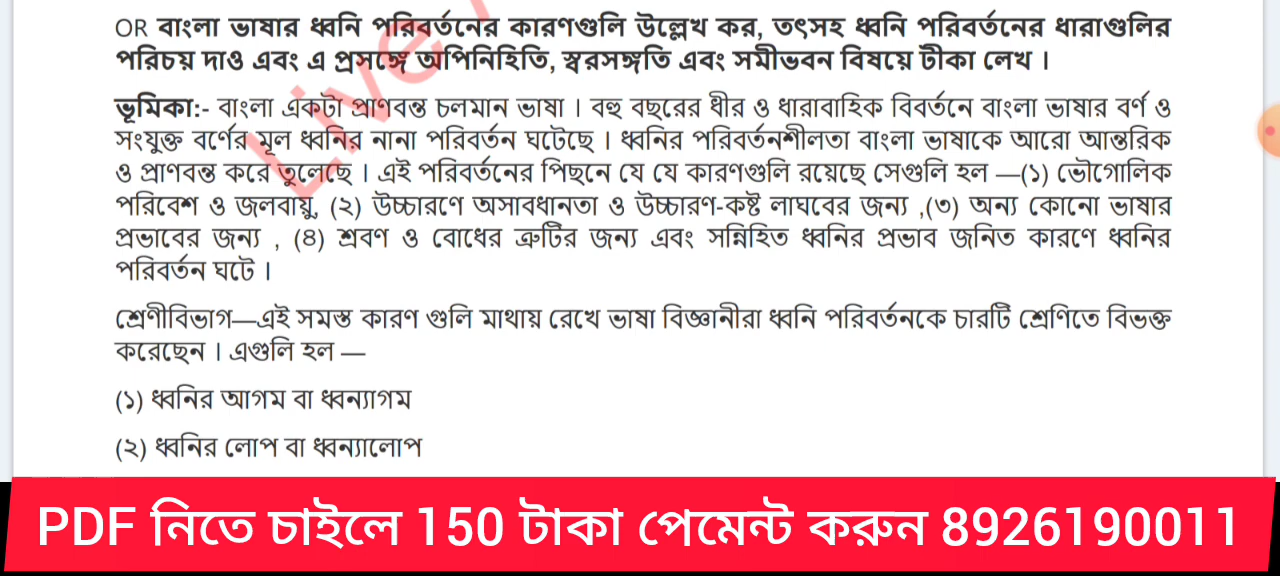 OR বাংলা ভাষার ধ্বনি পরিবর্তনের কারণগুলি উল্লেখ কর, তৎসহ ধ্বনি পরিবর্তনের ধারাগুলির
পরিচয় দাও এবং এ প্রসঙ্গে অপিনিহিতি, স্বরসঙ্গতি এবং সমীভবন বিষয়ে টীকা লেখ ।
ভূমিকা:- বাংলা একটা প্রাণবন্ত চলমান ভাষা । বহু বছরের ধীর ও ধারাবাহিক বিবর্তনে বাংলা ভাষার বর্ণ ও
সংযুক্ত বর্ণের মূল ধ্বনির নানা পরিবর্তন ঘটেছে । ধ্বনির পরিবর্তনশীলতা বাংলা ভাষাকে আরো আন্তরিক
ও প্রাণবন্ত করে তুলেছে । এই পরিবর্তনের পিছনে যে যে কারণগুলি রয়েছে সেগুলি হল —(১) ভৌগোলিক
পরিবেশ ও জলবায়ু, (২) উচ্চারণে অসাবধানতা ও উচ্চারণ-কষ্ট লাঘবের জন্য ,(৩) অন্য কোনো ভাষার
প্রভাবের জন্য , (৪) শ্রবণ ও বোধের ত্রুটির জন্য এবং সন্নিহিত ধ্বনির প্রভাব জনিত কারণে ধ্বনির
পরিবর্তন ঘটে ।
শ্রেণীবিভাগ—এই সমস্ত কারণ গুলি মাথায় রেখে ভাষা বিজ্ঞানীরা ধ্বনি পরিবর্তনকে চারটি শ্রেণিতে বিভক্ত
করেছেন । এগুলি হল —
(১) ধ্বনির আগম বা ধ্বন্যাগম
(২) ধ্বনির লোপ বা ধ্বন্যালোপ
Live
PDF নিতে চাইলে 150 টাকা পেমেন্ট করুন 8926190011